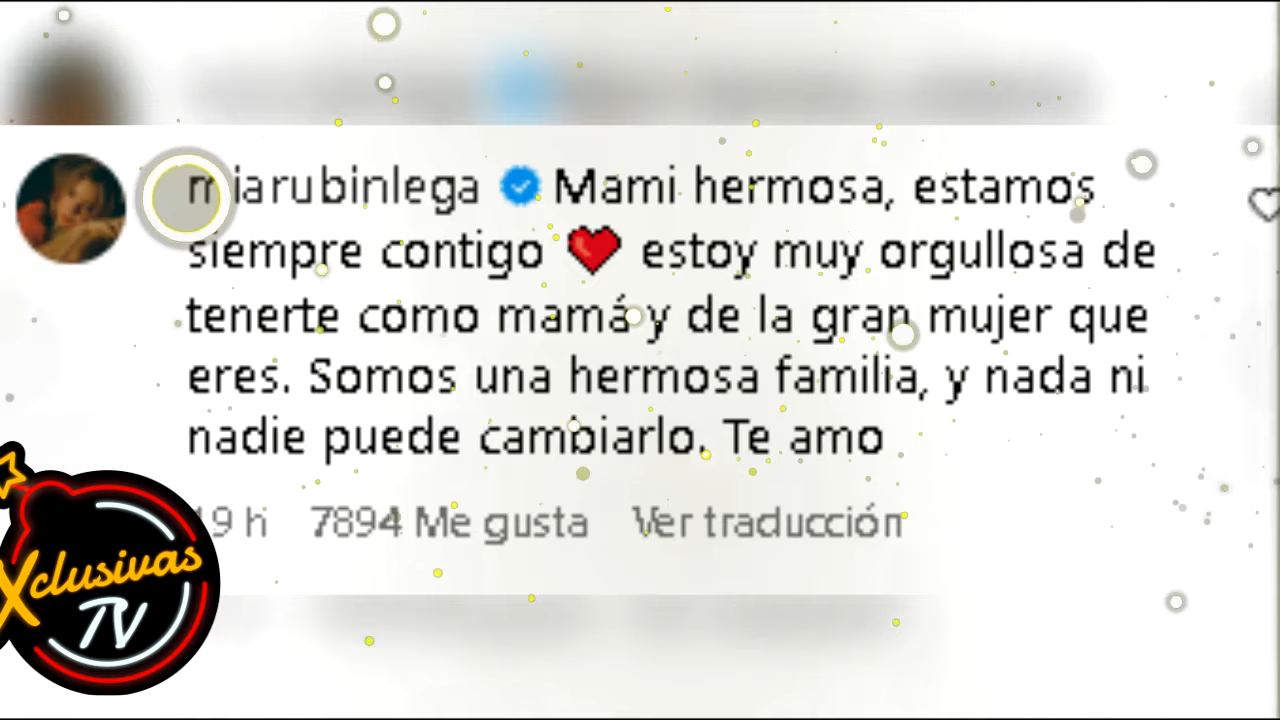 miarubinlega Mami hermosa, estamos
siempre contigo ❤️ estoy muy orgullosa de
tenerte como mamá y de la gran mujer que
eres. Somos una hermosa familia, y nada ni
nadie puede cambiarlo. Te amo
19 h 7894 Me gusta Ver traducción
Xclusivas
TV